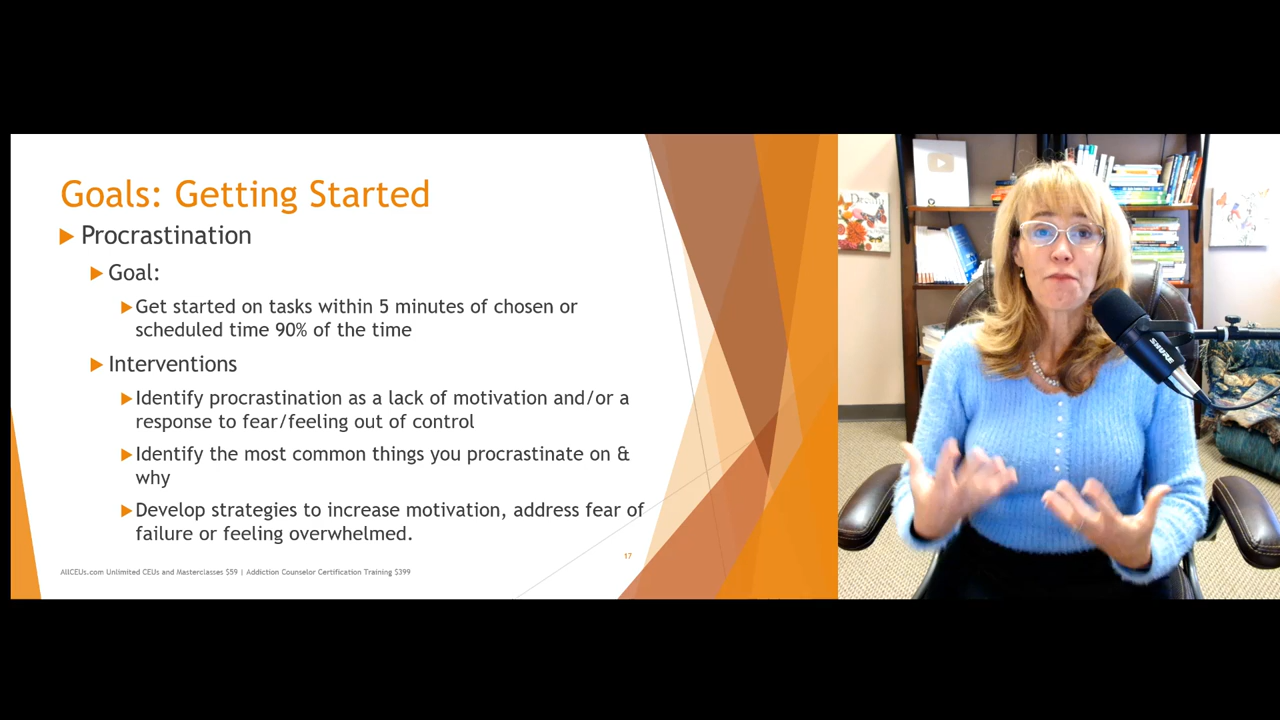 Goals: Getting Started
Procrastination
Goal:
Get started on tasks within 5 minutes of chosen or
scheduled time 90% of the time
Interventions
Identify procrastination as a lack of motivation and/or a
response to fear/feeling out of control
Identify the most common things you procrastinate on &
why
Develop strategies to increase motivation, address fear of
failure or feeling overwhelmed.
17
AllCEUs.com Unlimited CEUs and Masterclasses $59 | Addiction Counselor Certification Training $399
SHURE